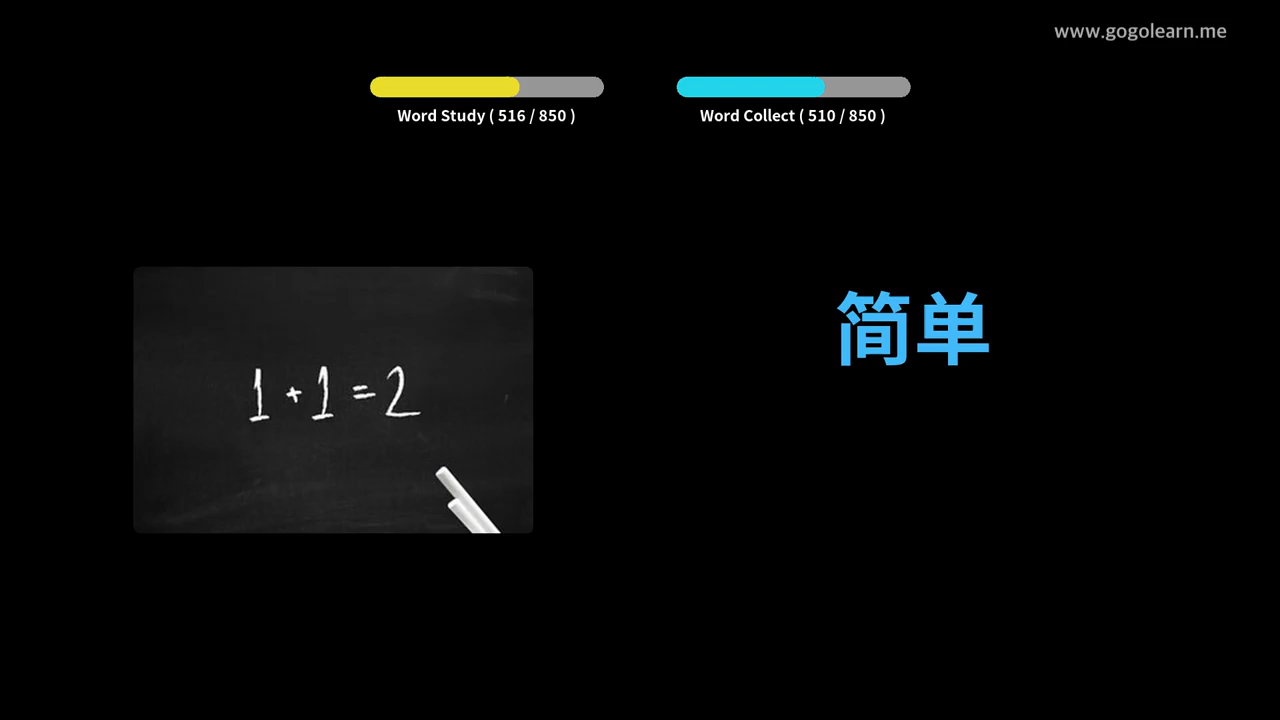 www.gogolearn.me
Word Study ( 516 / 850 )
Word Collect ( 510 / 850 )
简单
1 + 1 = 2